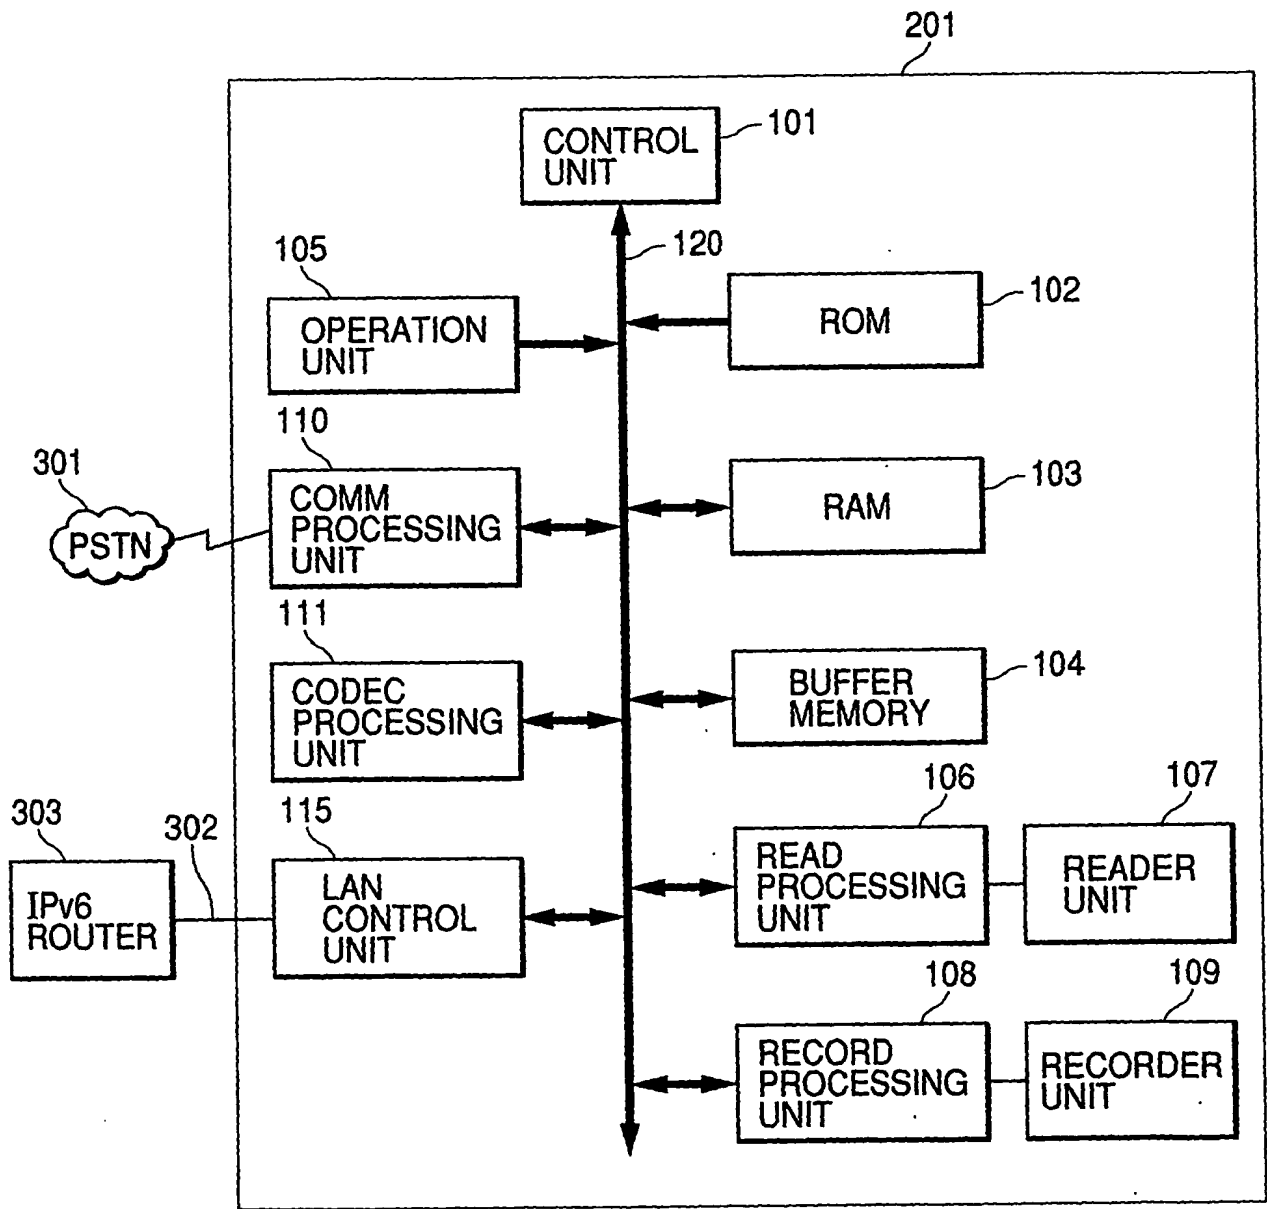 201
CONTROL
UNIT
101
120
105
OPERATION
UNIT
ROM
102
110
COMM
PROCESSING
UNIT
301
PSTN
RAM
103
111
CODEC
PROCESSING
UNIT
BUFFER
MEMORY
104
303
IPv6
ROUTER
302
115
LAN
CONTROL
UNIT
106
READ
PROCESSING
UNIT
107
READER
UNIT
108
RECORD
PROCESSING
UNIT
109
RECORDER
UNIT